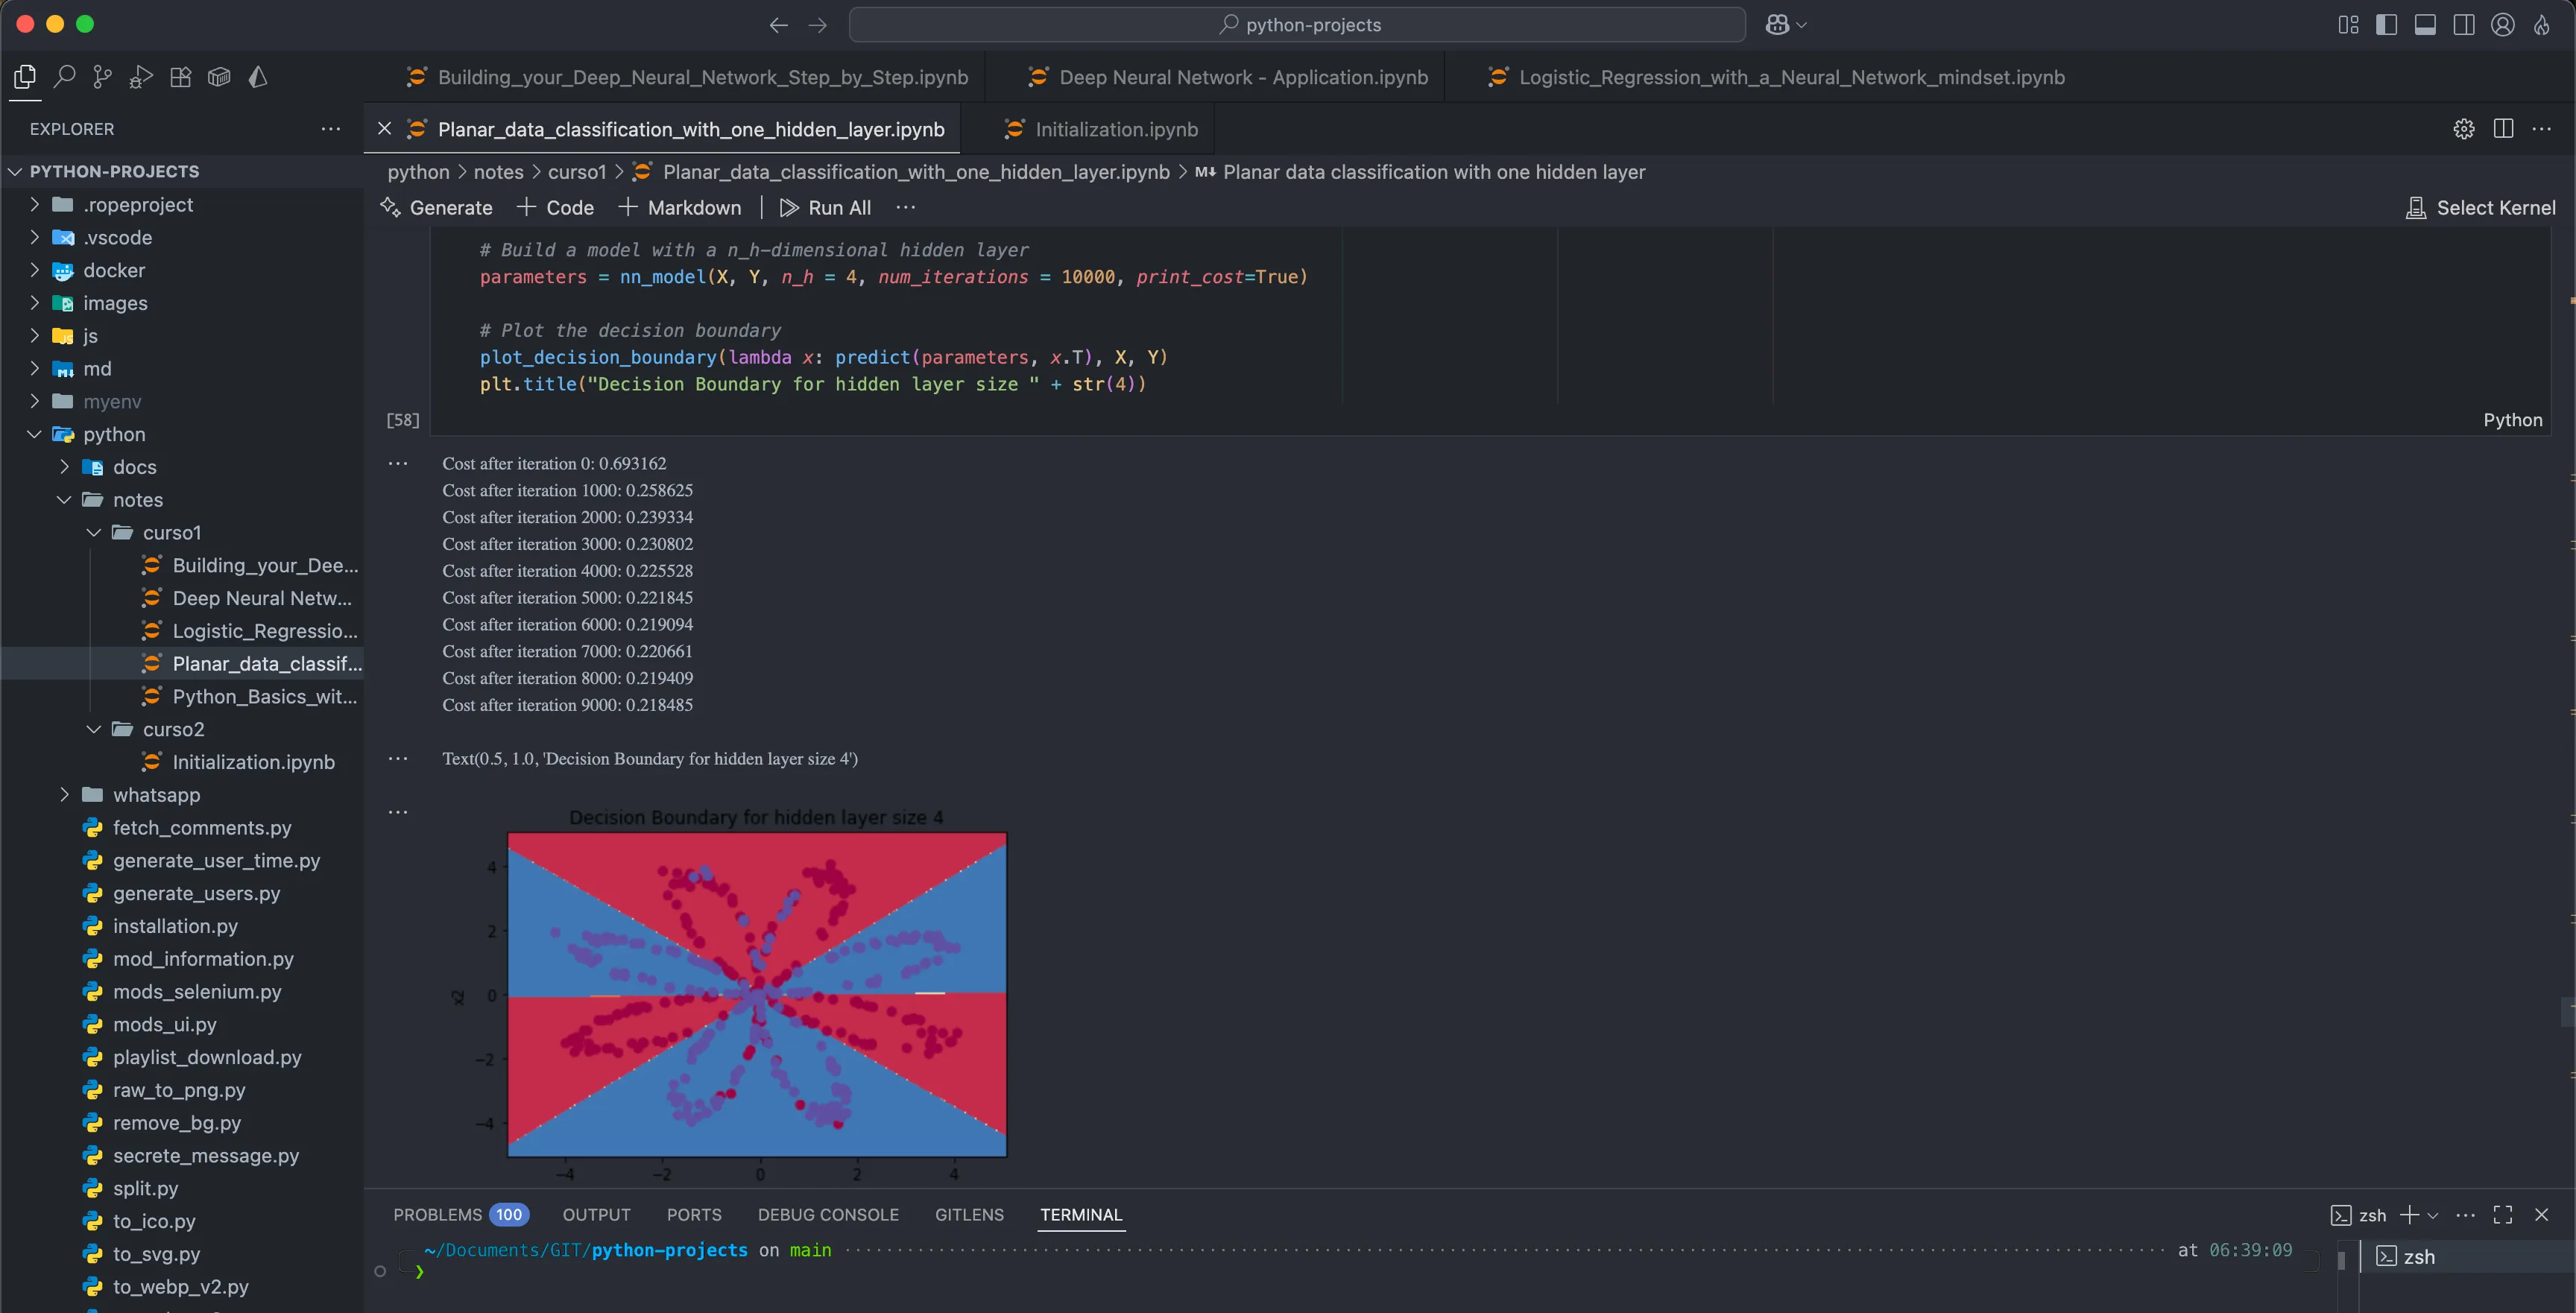 python-projects
Building_your_Deep_Neural_Network_Step_by_Step.ipynb
Deep Neural Network - Application.ipynb
Logistic_Regression_with_a_Neural_Network_mindset.ipynb
EXPLORER
Planar_data_classification_with_one_hidden_layer.ipynb
Initialization.ipynb
PYTHON-PROJECTS
python > notes > curso1 > Planar_data_classification_with_one_hidden_layer.ipynb > M↓ Planar data classification with one hidden layer
Generate
Code
Markdown
Run All
Select Kernel
.ropeproject
.vscode
docker
images
js
md
myenv
python
docs
notes
curso1
Building_your_Dee...
Deep Neural Netw...
Logistic_Regressio...
Planar_data_classif...
Python_Basics_wit...
curso2
Initialization.ipynb
whatsapp
fetch_comments.py
generate_user_time.py
generate_users.py
installation.py
mod_information.py
mods_selenium.py
mods_ui.py
playlist_download.py
raw_to_png.py
remove_bg.py
secrete_message.py
split.py
to_ico.py
to_svg.py
to_webp_v2.py
# Build a model with a n_h-dimensional hidden layer
parameters = nn_model(X, Y, n_h = 4, num_iterations = 10000, print_cost=True)
# Plot the decision boundary
plot_decision_boundary(lambda x: predict(parameters, x.T), X, Y)
plt.title("Decision Boundary for hidden layer size " + str(4))
[58]
Python
Cost after iteration 0: 0.693162
Cost after iteration 1000: 0.258625
Cost after iteration 2000: 0.239334
Cost after iteration 3000: 0.230802
Cost after iteration 4000: 0.225528
Cost after iteration 5000: 0.221845
Cost after iteration 6000: 0.219094
Cost after iteration 7000: 0.220661
Cost after iteration 8000: 0.219409
Cost after iteration 9000: 0.218485
Text(0.5, 1.0, 'Decision Boundary for hidden layer size 4')
Decision Boundary for hidden layer size 4
4
2
0
−2
−4
x2
−4 −2 0 2 4
PROBLEMS 100
OUTPUT
PORTS
DEBUG CONSOLE
GITLENS
TERMINAL
zsh
~/Documents/GIT/python-projects on main
at 06:39:09
zsh